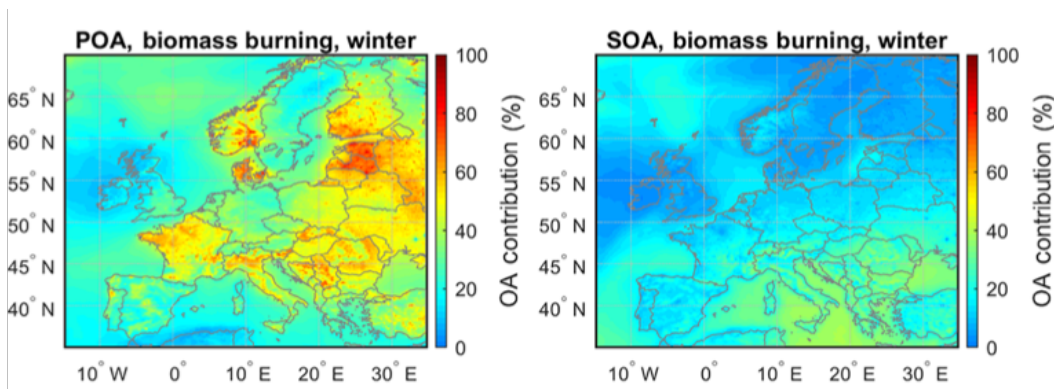 POA, biomass burning, winter
65° N
60° N
55° N
50° N
45° N
40° N
10° W
0°
10° E
20° E
30° E
100
80
60
40
20
0
OA contribution (%)
SOA, biomass burning, winter
65° N
60° N
55° N
50° N
45° N
40° N
10° W
0°
10° E
20° E
30° E
100
80
60
40
20
0
OA contribution (%)